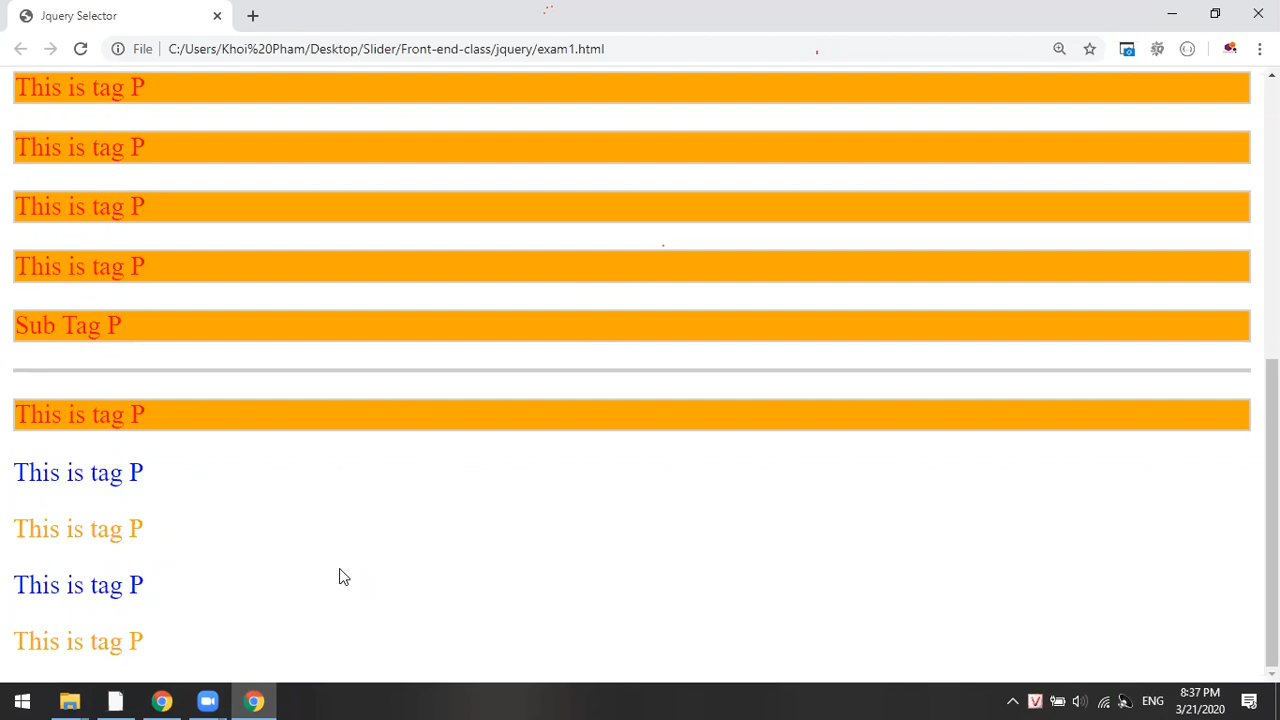 Jquery Selector
File
C:/Users/Khoi%20Pham/Desktop/Slider/Front-end-class/jquery/exam1.html
This is tag P
This is tag P
This is tag P
This is tag P
Sub Tag P
This is tag P
This is tag P
This is tag P
This is tag P
This is tag P
ENG
8:37 PM
3/21/2020